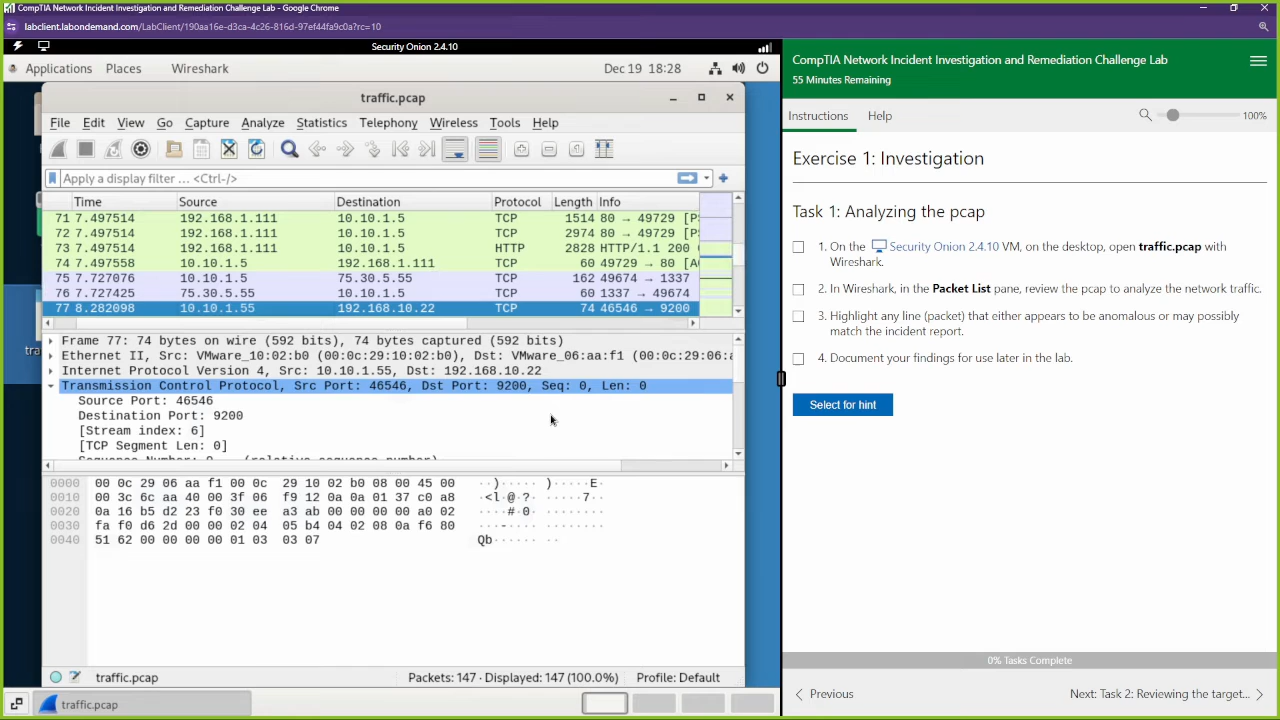 CompTIA Network Incident Investigation and Remediation Challenge Lab - Google Chrome
labclient.labondemand.com/LabClient/190aa16e-d3ca-4c26-816d-97ef44fa9c0a?rc=10
Security Onion 2.4.10
Applications Places Wireshark Dec 19 18:28
traffic.pcap
File Edit View Go Capture Analyze Statistics Telephony Wireless Tools Help
Apply a display filter ... <Ctrl-/>
Time Source Destination Protocol Length Info
71 7.497514 192.168.1.111 10.10.1.5 TCP 1514 80 → 49729 [P
72 7.497514 192.168.1.111 10.10.1.5 TCP 2974 80 → 49729 [P
73 7.497514 192.168.1.111 10.10.1.5 HTTP 2828 HTTP/1.1 200
74 7.497558 10.10.1.5 192.168.1.111 TCP 60 49729 → 80 [A
75 7.727076 10.10.1.5 75.30.5.55 TCP 162 49674 → 1337
76 7.727425 75.30.5.55 10.10.1.5 TCP 60 1337 → 49674
77 8.282098 10.10.1.55 192.168.10.22 TCP 74 46546 → 9200
Frame 77: 74 bytes on wire (592 bits), 74 bytes captured (592 bits)
Ethernet II, Src: VMware_10:02:b0 (00:0c:29:10:02:b0), Dst: VMware_06:aa:f1 (00:0c:29:06:
Internet Protocol Version 4, Src: 10.10.1.55, Dst: 192.168.10.22
Transmission Control Protocol, Src Port: 46546, Dst Port: 9200, Seq: 0, Len: 0
Source Port: 46546
Destination Port: 9200
[Stream index: 6]
[TCP Segment Len: 0]
Sequence Number: 0 (relative sequence number)
0000 00 0c 29 06 aa f1 00 0c 29 10 02 b0 08 00 45 00 ··)····· )·····E·
0010 00 3c 6c aa 40 00 3f 06 f9 12 0a 0a 01 37 c0 a8 ·<l·@·?· ·····7··
0020 0a 16 b5 d2 23 f0 30 ee a3 ab 00 00 00 00 a0 02 ····#·0· ········
0030 fa f0 d6 2d 00 00 02 04 05 b4 04 02 08 0a f6 80 ···-···· ········
0040 51 62 00 00 00 00 01 03 03 07 Qb······ ··
traffic.pcap Packets: 147 · Displayed: 147 (100.0%) Profile: Default
traffic.pcap
CompTIA Network Incident Investigation and Remediation Challenge Lab
55 Minutes Remaining
Instructions Help 100%
Exercise 1: Investigation
Task 1: Analyzing the pcap
1. On the Security Onion 2.4.10 VM, on the desktop, open traffic.pcap with
Wireshark.
2. In Wireshark, in the Packet List pane, review the pcap to analyze the network traffic.
3. Highlight any line (packet) that either appears to be anomalous or may possibly
match the incident report.
4. Document your findings for use later in the lab.
Select for hint
0% Tasks Complete
Previous Next: Task 2: Reviewing the target...